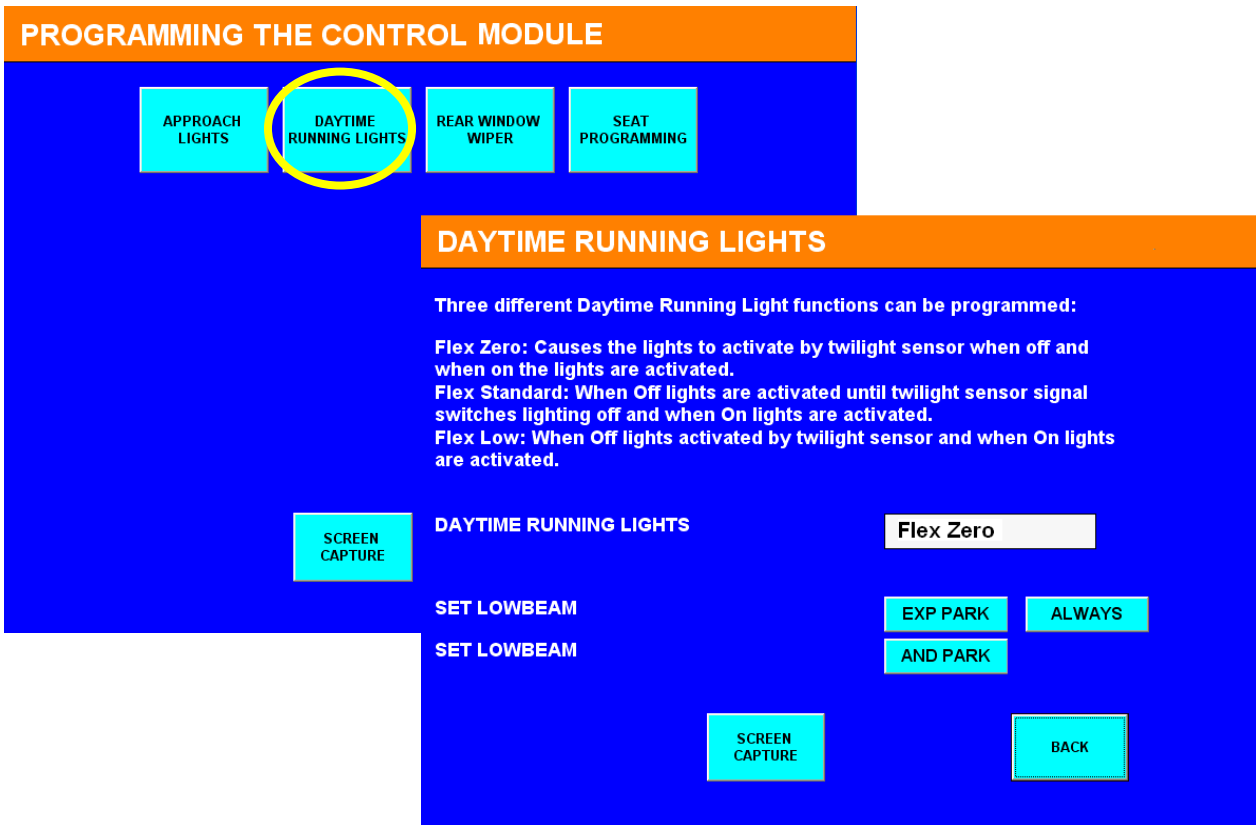 PROGRAMMING THE CONTROL MODULE
APPROACH
LIGHTS
DAYTIME
RUNNING LIGHTS
REAR WINDOW
WIPER
SEAT
PROGRAMMING
SCREEN
CAPTURE
DAYTIME RUNNING LIGHTS
Three different Daytime Running Light functions can be programmed:
Flex Zero: Causes the lights to activate by twilight sensor when off and
when on the lights are activated.
Flex Standard: When Off lights are activated until twilight sensor signal
switches lighting off and when On lights are activated.
Flex Low: When Off lights activated by twilight sensor and when On lights
are activated.
DAYTIME RUNNING LIGHTS
Flex Zero
SET LOWBEAM
EXP PARK
ALWAYS
SET LOWBEAM
AND PARK
SCREEN
CAPTURE
BACK